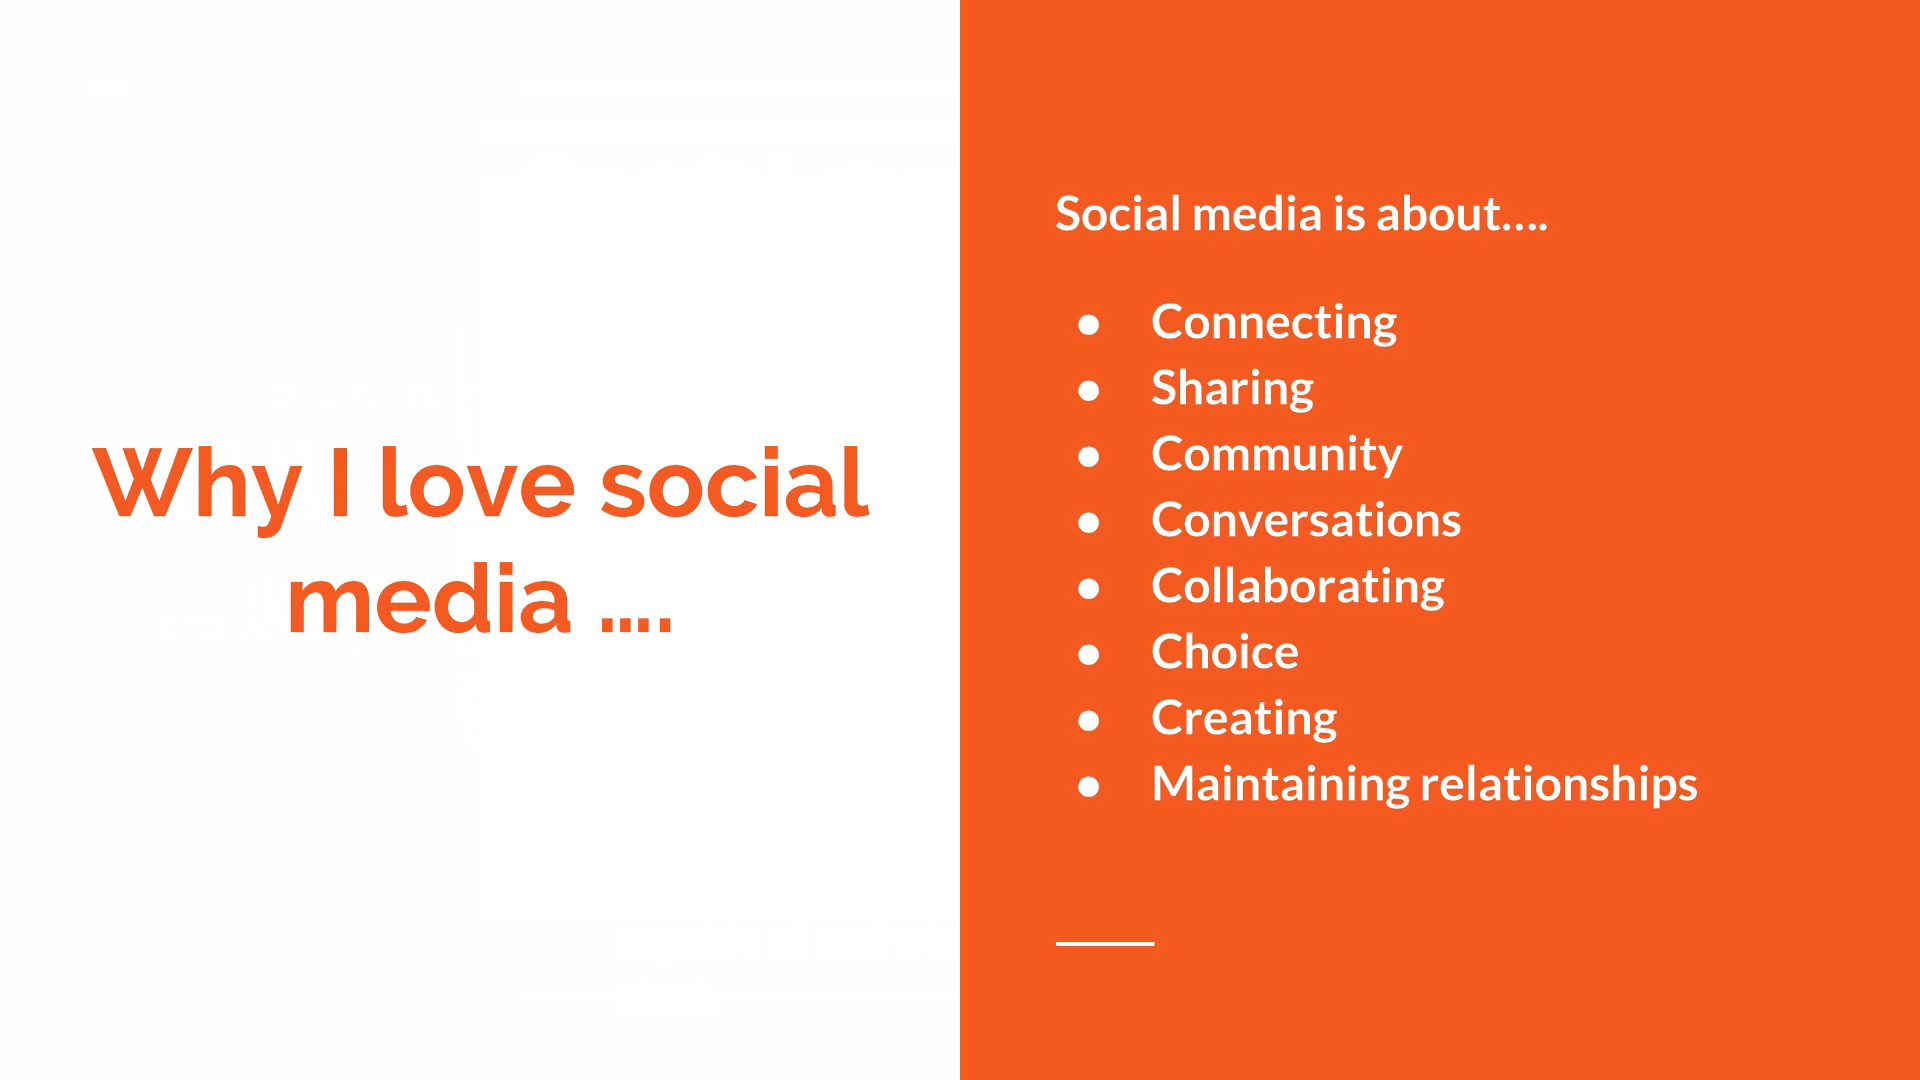 Why I love social
media ….
Social media is about….
● Connecting
● Sharing
● Community
● Conversations
● Collaborating
● Choice
● Creating
● Maintaining relationships